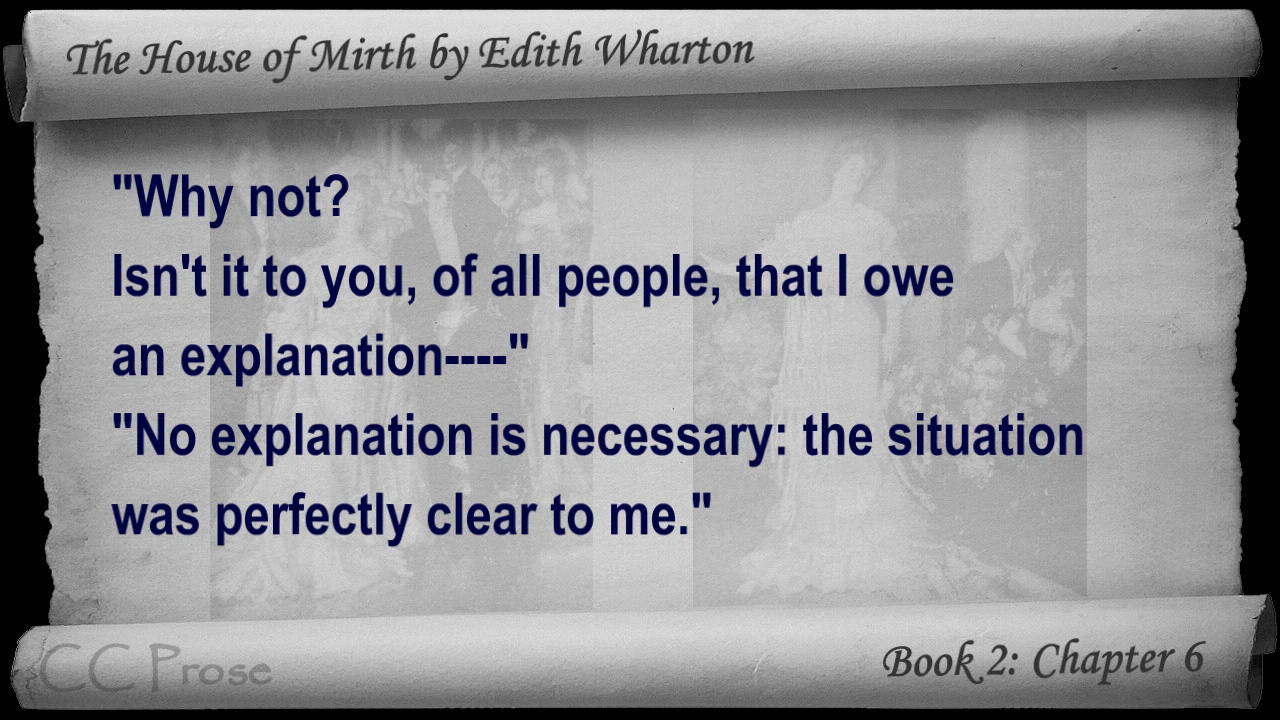 The House of Mirth by Edith Wharton
"Why not?
Isn't it to you, of all people, that I owe
an explanation----"
"No explanation is necessary: the situation
was perfectly clear to me."
CC Prose
Book 2: Chapter 6